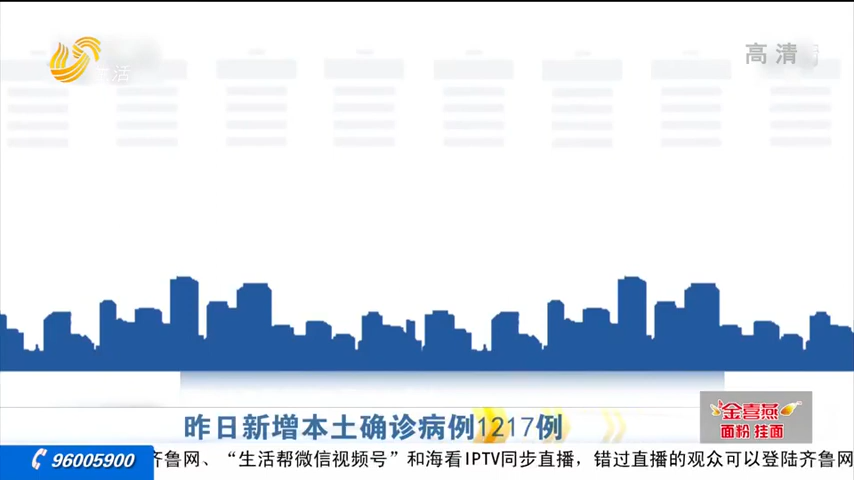 生活
高清
昨日新增本土确诊病例1217例
金喜燕
面粉 挂面
96005900
齐鲁网、“生活帮微信视频号”和海看IPTV同步直播，错过直播的观众可以登陆齐鲁网